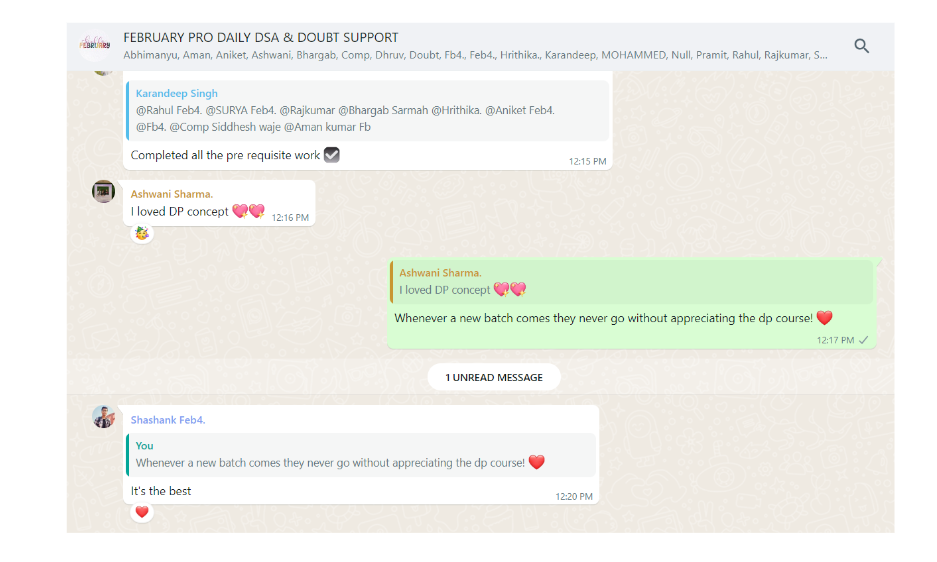 FEBRUARY
FEBRUARY PRO DAILY DSA & DOUBT SUPPORT
Abhimanyu, Aman, Aniket, Ashwani, Bhargab, Comp, Dhruv, Doubt, Fb4., Feb4., Hrithika., Karandeep, MOHAMMED, Null, Pramit, Rahul, Rajkumar, S...
Karandeep Singh
@Rahul Feb4. @SURYA Feb4. @Rajkumar @Bhargab Sarmah @Hrithika. @Aniket Feb4.
@Fb4. @Comp Siddhesh waje @Aman kumar Fb
Completed all the pre requisite work ☑️
12:15 PM
Ashwani Sharma.
I loved DP concept 💖💖
12:16 PM
Ashwani Sharma.
I loved DP concept 💖💖
Whenever a new batch comes they never go without appreciating the dp course! ❤️
12:17 PM
1 UNREAD MESSAGE
Shashank Feb4.
You
Whenever a new batch comes they never go without appreciating the dp course! ❤️
It's the best
12:20 PM